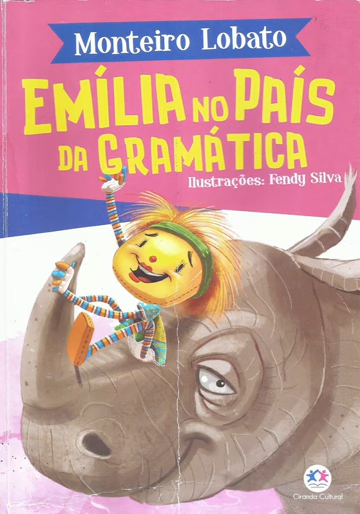 Monteiro Lobato
EMÍLIA NO PAÍS
DA GRAMÁTICA
Ilustrações: Fendy Silva
Ciranda Cultural